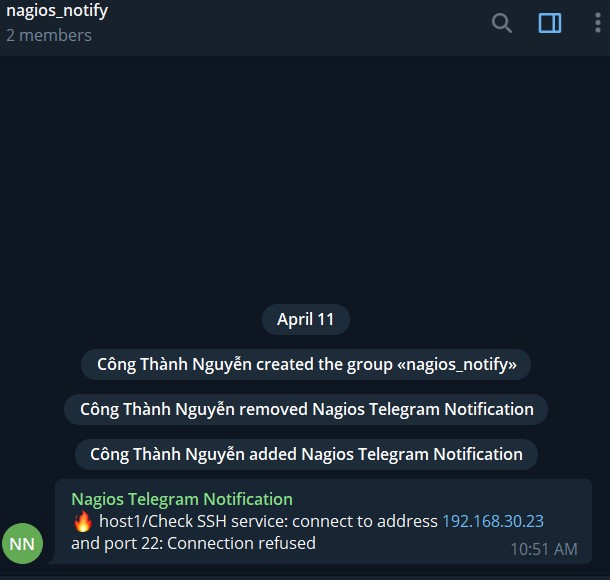 nagios_notify
2 members
April 11
Công Thành Nguyễn created the group «nagios_notify»
Công Thành Nguyễn removed Nagios Telegram Notification
Công Thành Nguyễn added Nagios Telegram Notification
Nagios Telegram Notification
🔥 host1/Check SSH service: connect to address 192.168.30.23
and port 22: Connection refused
10:51 AM
NN